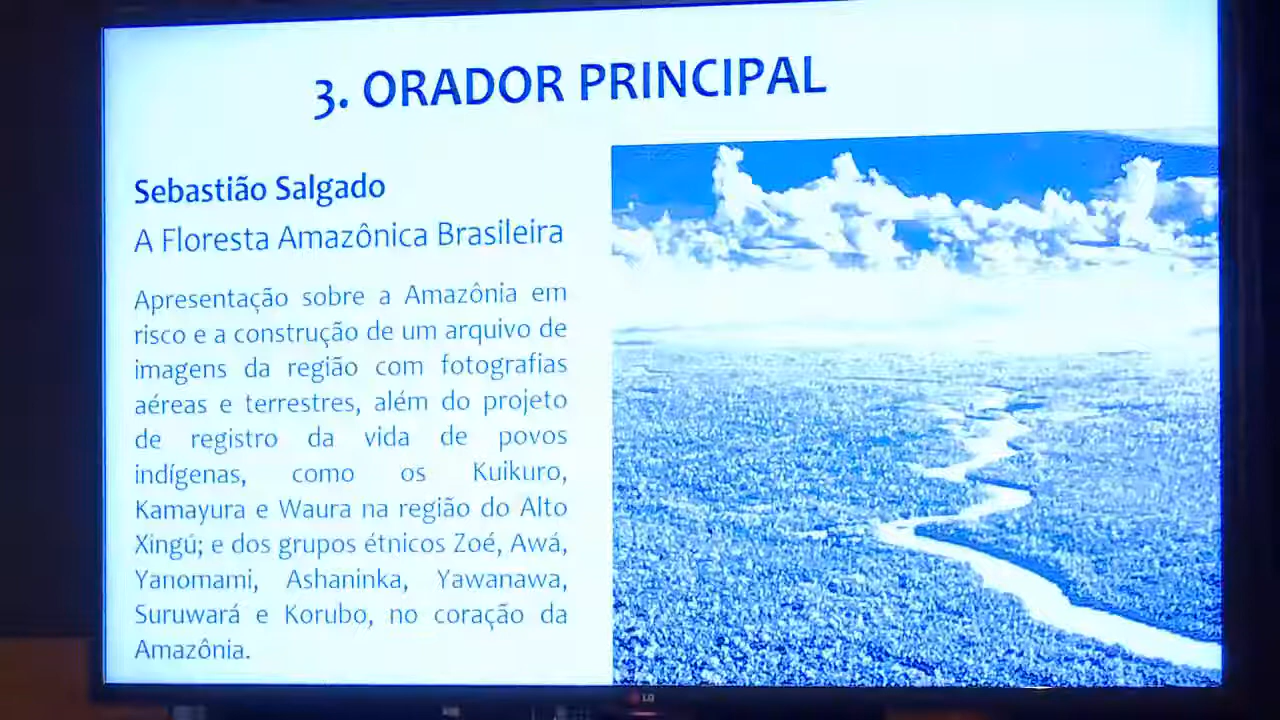 3. ORADOR PRINCIPAL
Sebastião Salgado
A Floresta Amazônica Brasileira
Apresentação sobre a Amazônia em
risco e a construção de um arquivo de
imagens da região com fotografias
aéreas e terrestres, além do projeto
de registro da vida de povos
indígenas, como os Kuikuro,
Kamayura e Waura na região do Alto
Xingú; e dos grupos étnicos Zoé, Awá,
Yanomami, Ashaninka, Yawanawa,
Suruwará e Korubo, no coração da
Amazônia.
LG